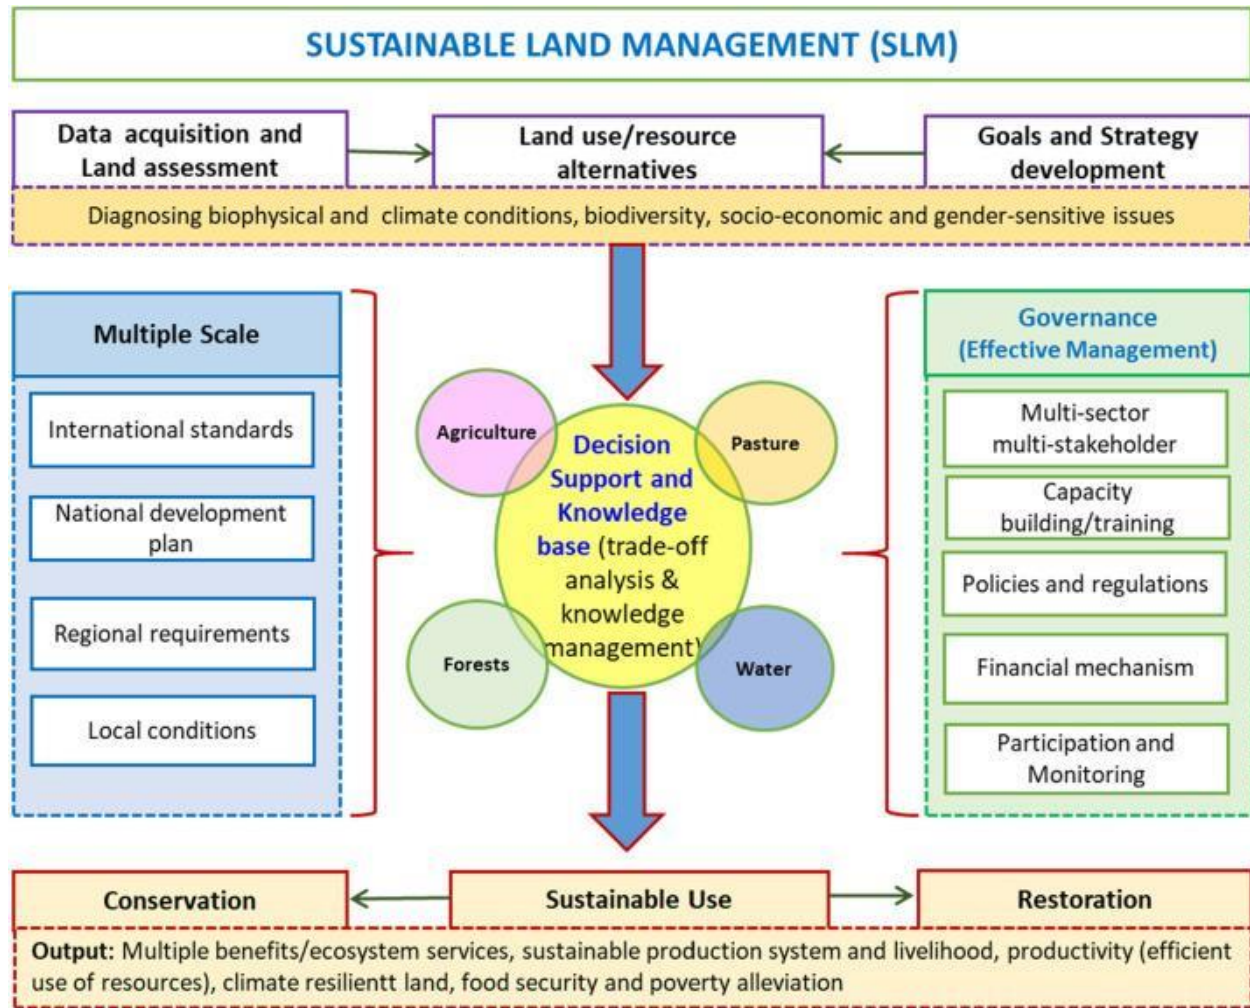 SUSTAINABLE LAND MANAGEMENT (SLM)
Data acquisition and
Land assessment
Land use/resource
alternatives
Goals and Strategy
development
Diagnosing biophysical and climate conditions, biodiversity, socio-economic and gender-sensitive issues
Multiple Scale
International standards
National development
plan
Regional requirements
Local conditions
Agriculture
Pasture
Decision
Support and
Knowledge
base (trade-off
analysis &
knowledge
management)
Forests
Water
Governance
(Effective Management)
Multi-sector
multi-stakeholder
Capacity
building/training
Policies and regulations
Financial mechanism
Participation and
Monitoring
Conservation
Sustainable Use
Restoration
Output: Multiple benefits/ecosystem services, sustainable production system and livelihood, productivity (efficient
use of resources), climate resilientt land, food security and poverty alleviation